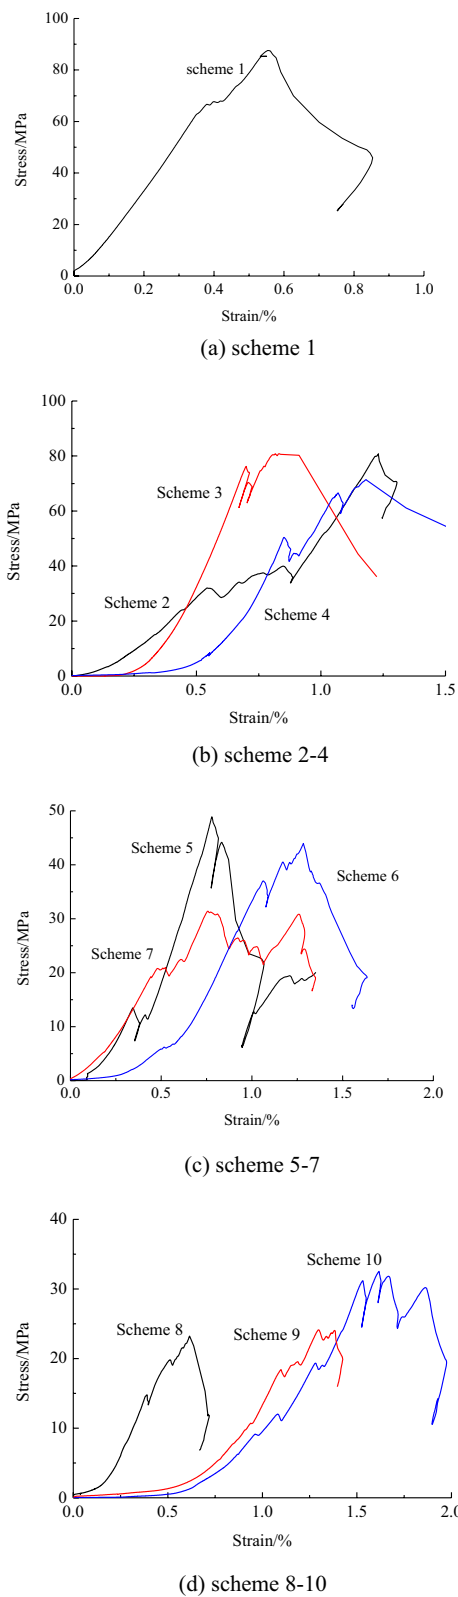 100
80
60
40
20
0
Stress/MPa
scheme 1
0.0 0.2 0.4 0.6 0.8 1.0
Strain/%
(a) scheme 1
100
80
60
40
20
0
Stress/MPa
Scheme 3
Scheme 2
Scheme 4
0.0 0.5 1.0 1.5
Strain/%
(b) scheme 2-4
50
40
30
20
10
0
Stress/MPa
Scheme 5
Scheme 6
Scheme 7
0.0 0.5 1.0 1.5 2.0
Strain/%
(c) scheme 5-7
40
30
20
10
0
Stress/MPa
Scheme 10
Scheme 8
Scheme 9
0.0 0.5 1.0 1.5 2.0
Strain/%
(d) scheme 8-10